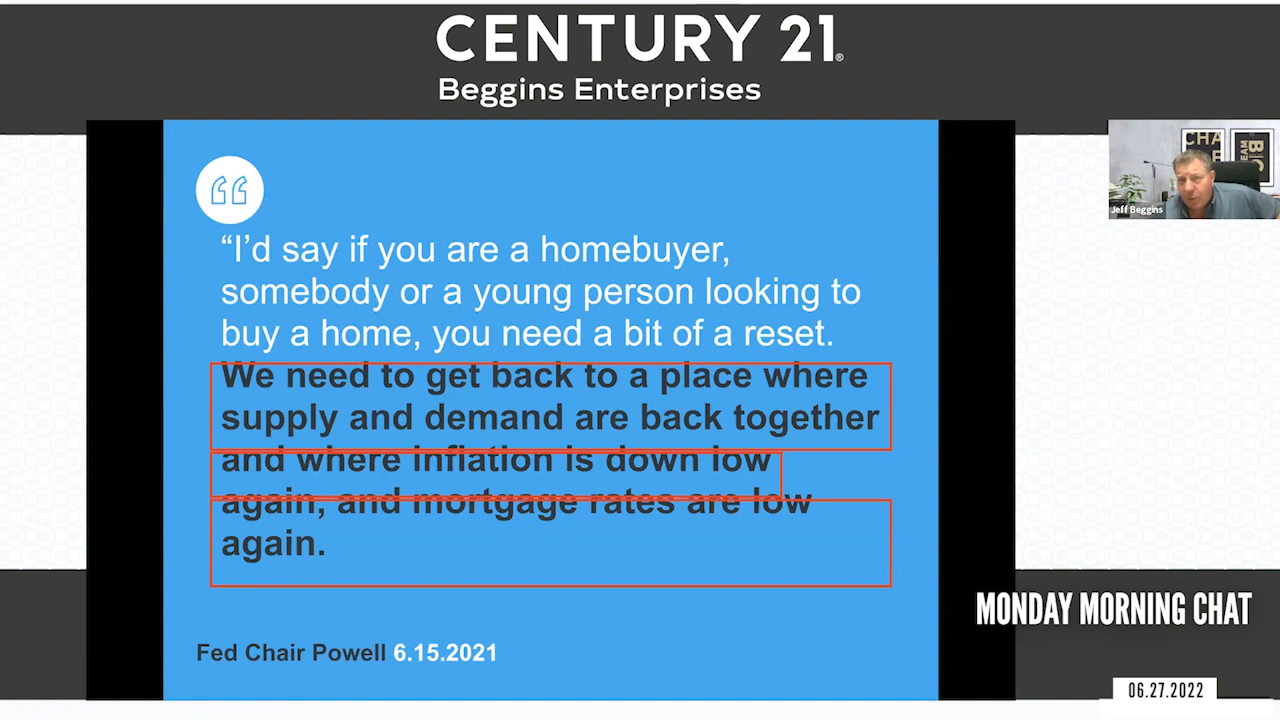 CENTURY 21®
Beggins Enterprises
“I’d say if you are a homebuyer,
somebody or a young person looking to
buy a home, you need a bit of a reset.
We need to get back to a place where
supply and demand are back together
and where inflation is down low
again, and mortgage rates are low
again.
Fed Chair Powell 6.15.2021
CHA
BIG
Jeff Beggins
MONDAY MORNING CHAT
06.27.2022